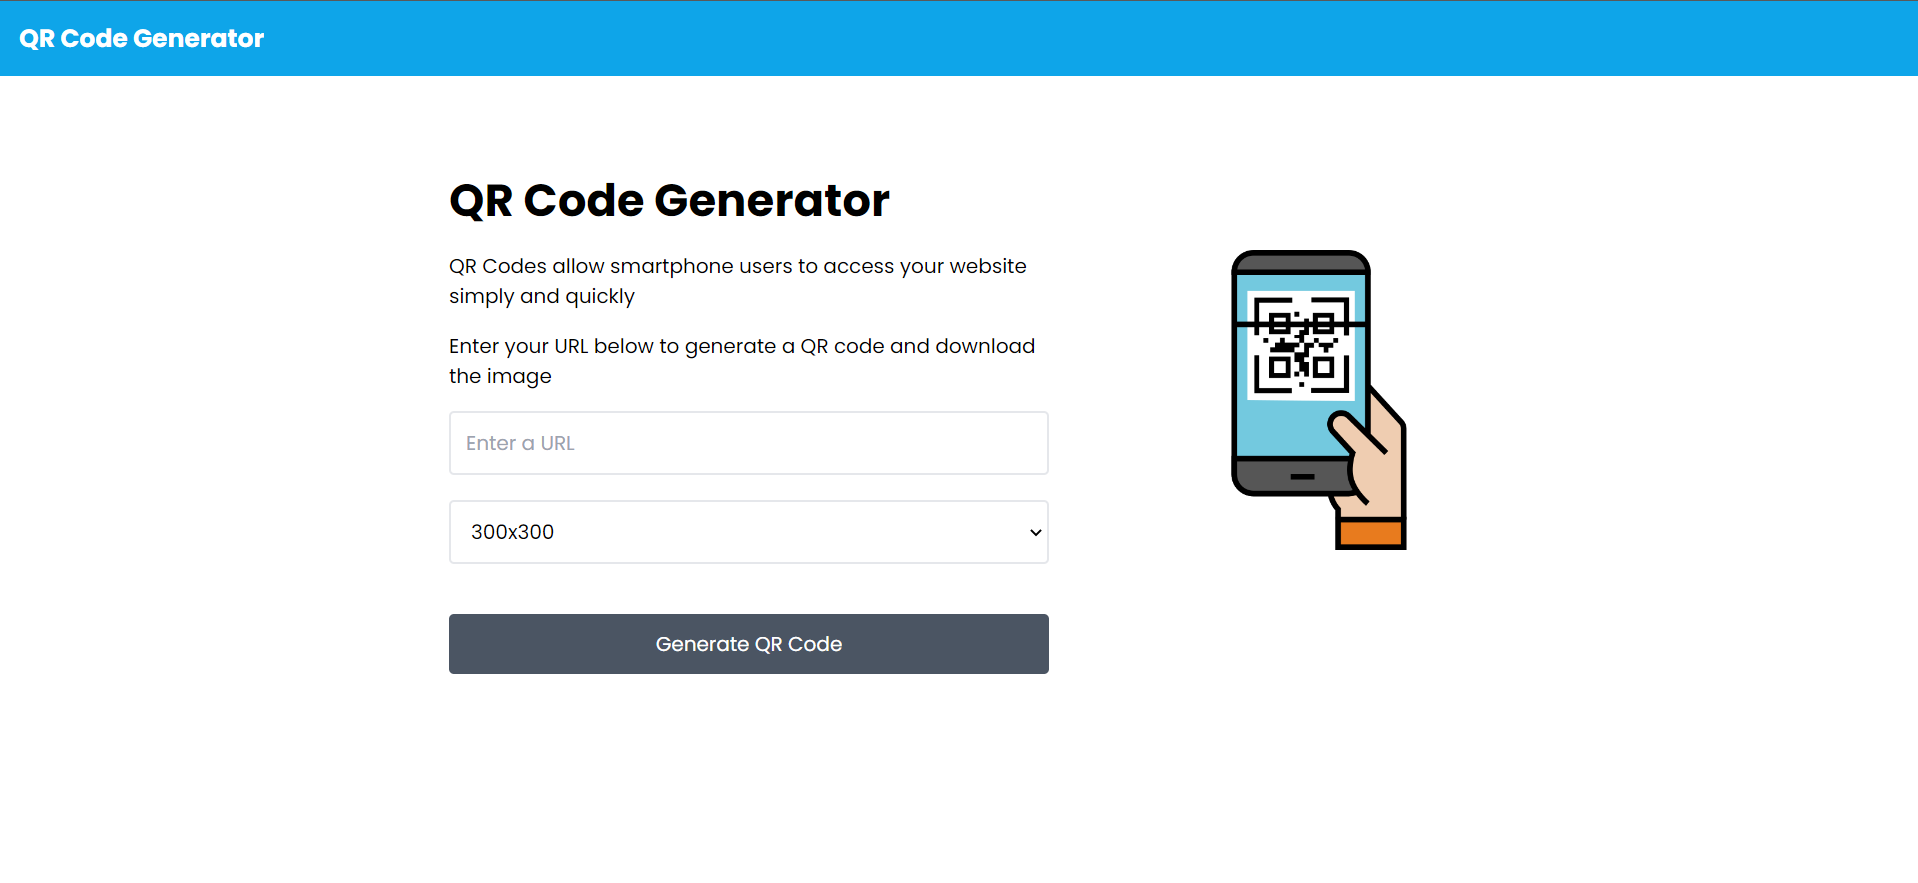 QR Code Generator
QR Code Generator
QR Codes allow smartphone users to access your website
simply and quickly
Enter your URL below to generate a QR code and download
the image
Enter a URL
300x300
Generate QR Code